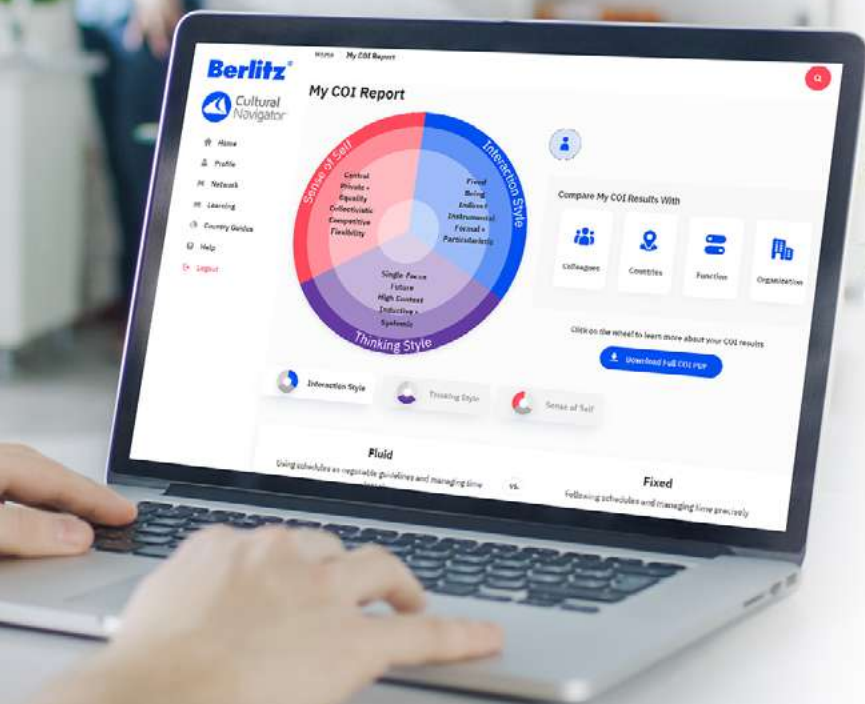 Home My COI Report
Berlitz®
Cultural
Navigator
Home
Profile
Network
Learning
Country Guides
Help
Logout
My COI Report
Sense of Self
Control
Private •
Equality
Collectivistic
Competitive
Flexibility
Interaction Style
Fixed
Being
Indirect
Instrumental
Formal •
Particularistic
Single-Focus
Future
High Context
Inductive •
Systemic
Thinking Style
Compare My COI Results With
Colleagues
Countries
Function
Organization
Click on the wheel to learn more about your COI results
Download Full COI PDF
Interaction Style
Thinking Style
Sense of Self
Fluid
Using schedules as negotiable guidelines and managing time
vs.
Fixed
Following schedules and managing time precisely